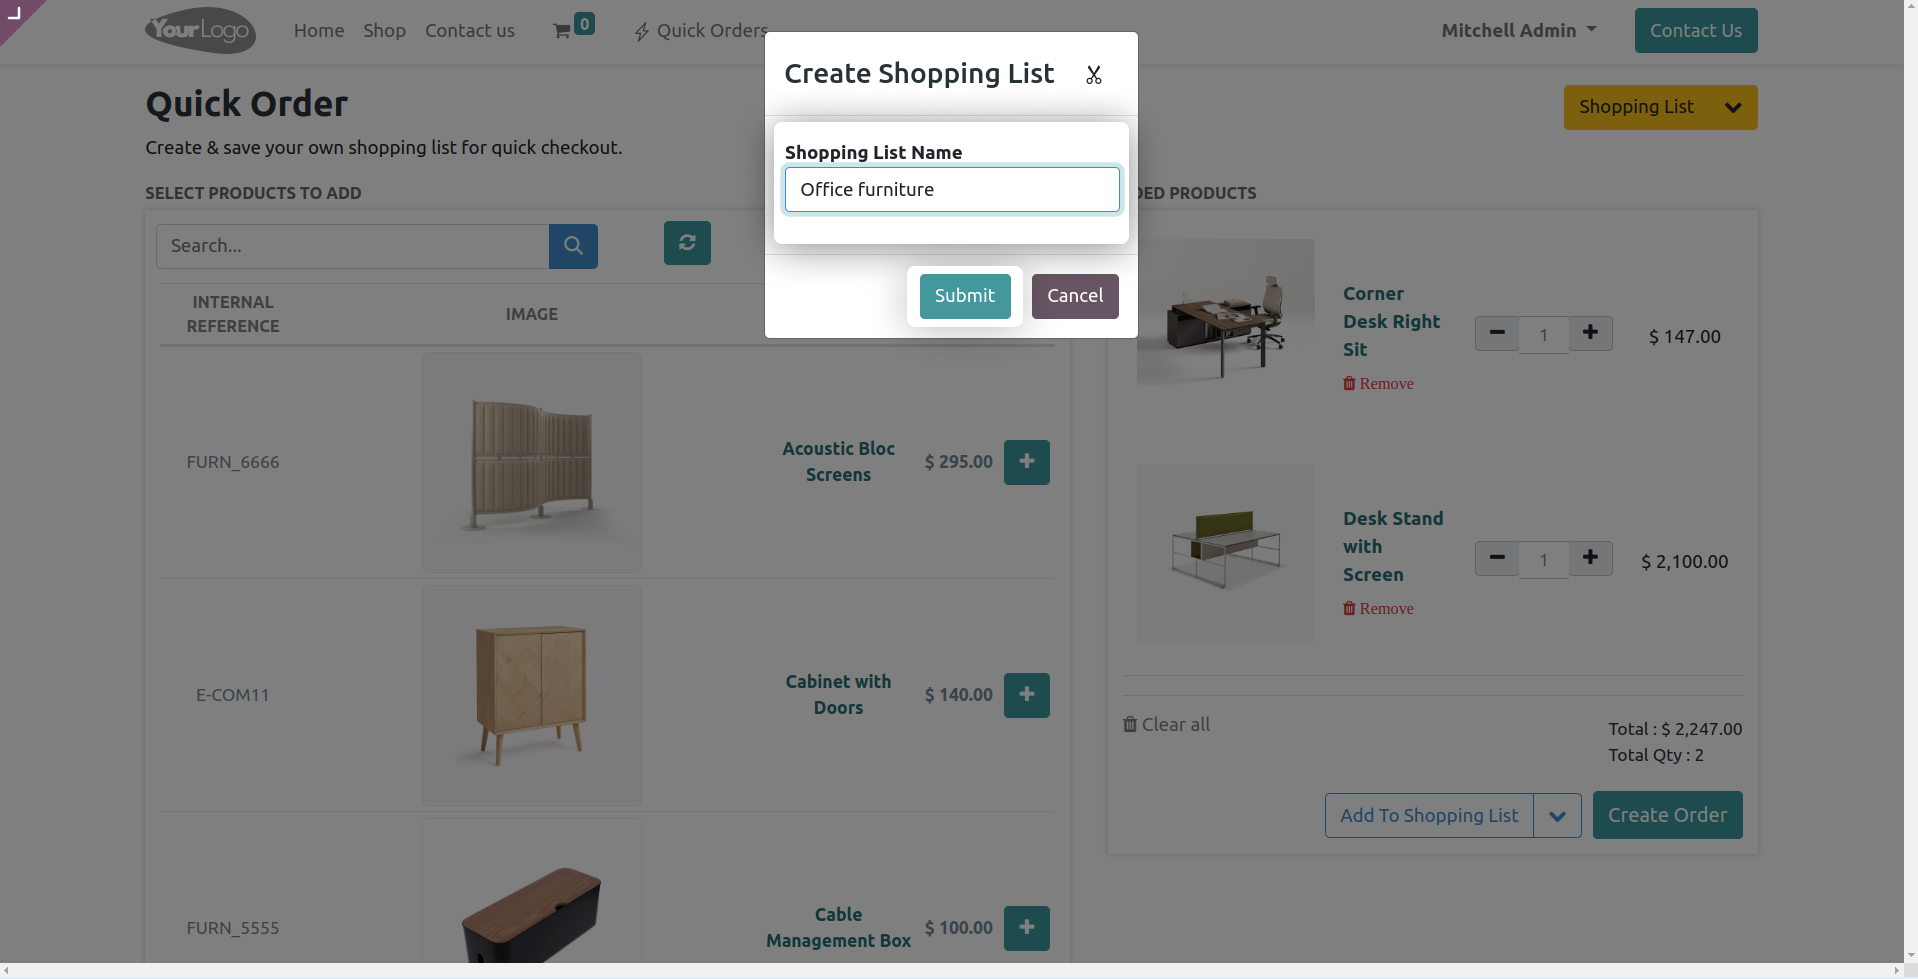 YourLogo
Home
Shop
Contact us
0
Quick Orders
Mitchell Admin
Contact Us
Create Shopping List
Shopping List Name
Office furniture
Submit
Cancel
Quick Order
Create & save your own shopping list for quick checkout.
Shopping List
SELECT PRODUCTS TO ADD
Search...
INTERNAL
REFERENCE
IMAGE
FURN_6666
Acoustic Bloc
Screens
$ 295.00
E-COM11
Cabinet with
Doors
$ 140.00
FURN_5555
Cable
Management Box
$ 100.00
DED PRODUCTS
Corner
Desk Right
Sit
Remove
1
$ 147.00
Desk Stand
with
Screen
Remove
1
$ 2,100.00
Clear all
Total : $ 2,247.00
Total Qty : 2
Add To Shopping List
Create Order